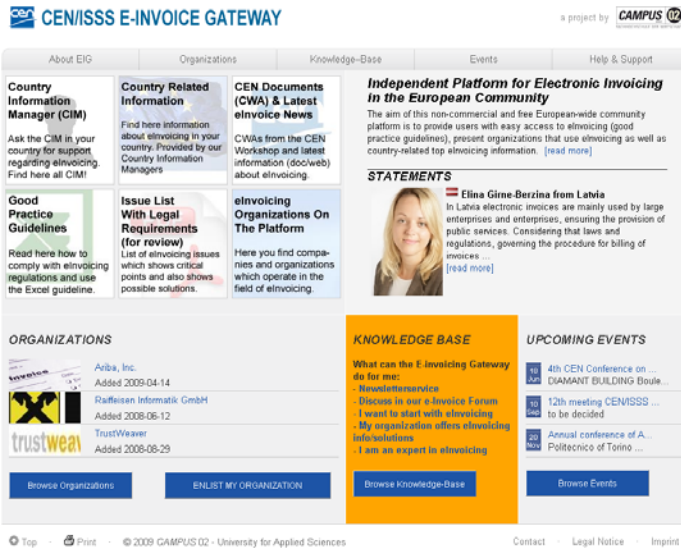 cen CEN/ISSS E-INVOICE GATEWAY
a project by CAMPUS 02
About EIG
Organizations
Knowledge-Base
Events
Help & Support
Country
Information
Manager (CIM)
Ask the CIM in your
country for support
regarding eInvoicing.
Find here all CIM!
Country Related
Information
Find here information
about eInvoicing in your
country. Provided by our
Country Information
Managers
CEN Documents
(CWA) & Latest
eInvoice News
CWAs from the CEN
Workshop and latest
information (doc/web)
about eInvoicing.
Good
Practice
Guidelines
Read here how to
comply with eInvoicing
regulations and use
the Excel guideline.
Issue List
With Legal
Requirements
(for review)
List of eInvoicing issues
which shows critical
points and also shows
possible solutions.
eInvoicing
Organizations On
The Platform
Here you find compa-
nies and organizations
which operate in the
field of eInvoicing.
Independent Platform for Electronic Invoicing
in the European Community
The aim of this non-commercial and free European-wide community
platform is to provide users with easy access to eInvoicing (good
practice guidelines), present organizations that use eInvoicing as well as
country-related top eInvoicing information. [read more]
STATEMENTS
Elina Girne-Berzina from Latvia
In Latvia electronic invoices are mainly used by large
enterprises and enterprises, ensuring the provision of
public services. Considering that laws and
regulations, governing the procedure for billing of
invoices ...
[read more]
ORGANIZATIONS
Invoice
Ariba, Inc.
Added 2009-04-14
Raiffeisen Informatik GmbH
Added 2008-06-12
trustweav
TrustWeaver
Added 2008-08-29
Browse Organizations
ENLIST MY ORGANIZATION
KNOWLEDGE BASE
What can the E-invoicing Gateway
do for me:
- Newsletterservice
- Discuss in our e-Invoice Forum
- I want to start with eInvoicing
- My organization offers eInvoicing
info/solutions
- I am an expert in eInvoicing
Browse Knowledge-Base
UPCOMING EVENTS
10
Jun
4th CEN Conference on ...
DIAMANT BUILDING Boule...
10
Sep
12th meeting CEN/ISSS ...
to be decided
20
Nov
Annual conference of A...
Politecnico of Torino ...
Browse Events
Top · Print · © 2009 CAMPUS 02 - University for Applied Sciences
Contact · Legal Notice · Imprint